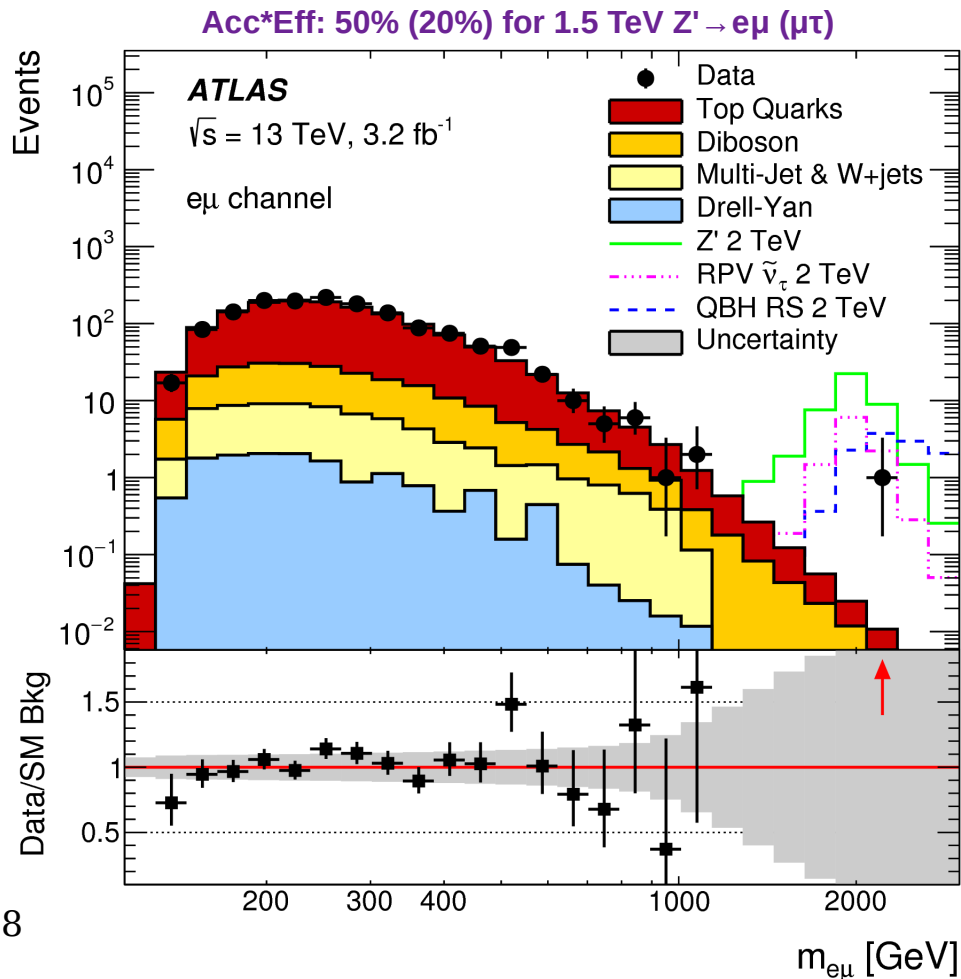 Acc*Eff: 50% (20%) for 1.5 TeV Z'→eμ (μτ)
Events
10⁵
10⁴
10³
10²
10
1
10⁻¹
10⁻²
ATLAS
√s = 13 TeV, 3.2 fb⁻¹
eμ channel
Data
Top Quarks
Diboson
Multi-Jet & W+jets
Drell-Yan
Z' 2 TeV
RPV ν̃_τ 2 TeV
QBH RS 2 TeV
Uncertainty
Data/SM Bkg
1.5
1
0.5
200 300 400 1000 2000
m_eμ [GeV]
8